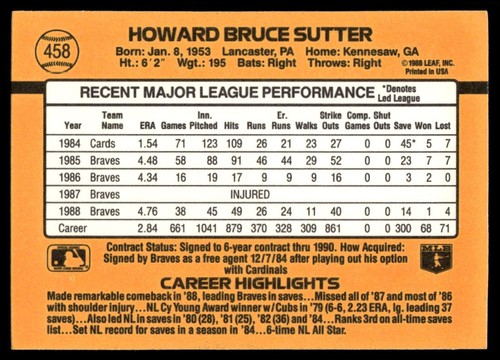 458
HOWARD BRUCE SUTTER
Born: Jan. 8, 1953 Lancaster, PA Home: Kennesaw, GA
Ht.: 6'2" Wgt.: 195 Bats: Right Throws: Right
©1988 LEAF, INC.
Printed in USA
RECENT MAJOR LEAGUE PERFORMANCE *Denotes Led League
Year Team Name ERA Games Inn. Pitched Hits Runs Er. Runs Walks Strike Outs Comp. Games Shut Outs Save Won Lost
1984 Cards 1.54 71 123 109 26 21 23 27 0 0 45* 5 7
1985 Braves 4.48 58 88 91 46 44 29 52 0 0 23 7 7
1986 Braves 4.34 16 19 17 9 9 9 16 0 0 3 2 0
1987 Braves INJURED
1988 Braves 4.76 38 45 49 26 24 11 40 0 0 14 1 4
Career 2.84 661 1041 879 370 328 309 861 0 0 300 68 71
Contract Status: Signed to 6-year contract thru 1990. How Acquired:
Signed by Braves as a free agent 12/7/84 after playing out his option
with Cardinals
MLB
CAREER HIGHLIGHTS
Made remarkable comeback in '88, leading Braves in saves...Missed all of '87 and most of '86
with shoulder injury...NL Cy Young Award winner w/Cubs in '79 (6-6, 2.23 ERA, lg. leading 37
saves)...Led NL in saves in '80 (28), '81 (25), '82 (36) & '84...Ranks 3rd on all-time saves
list...Set NL record for saves in a season in '84...6-time NL All Star.